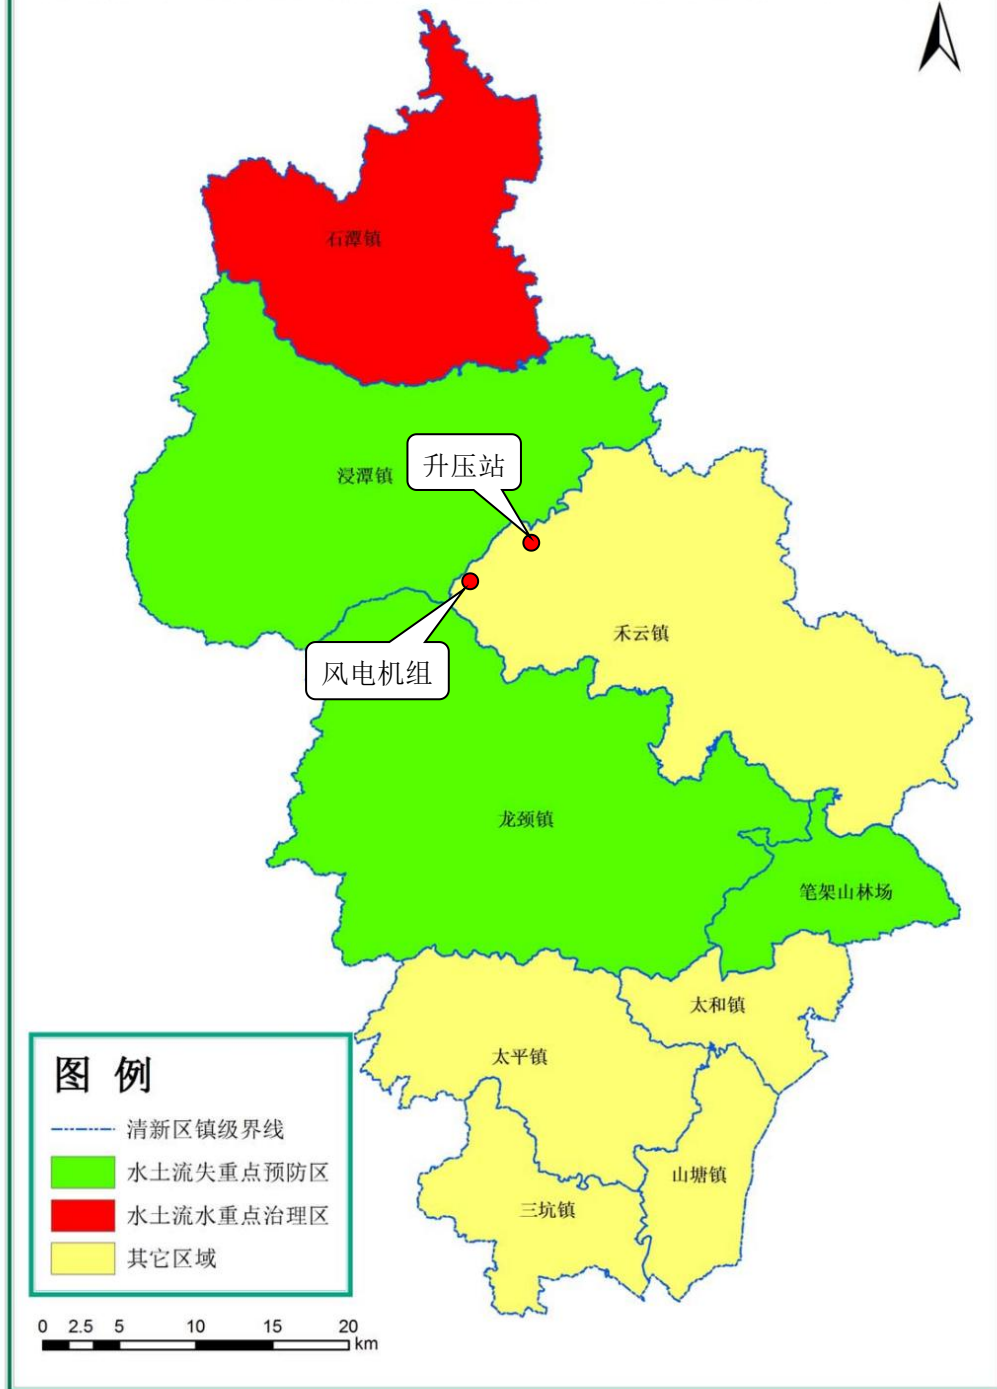 石潭镇
浸潭镇
升压站
禾云镇
风电机组
龙颈镇
笔架山林场
太和镇
太平镇
山塘镇
三坑镇
图 例
清新区镇级界线
水土流失重点预防区
水土流水重点治理区
其它区域
0 2.5 5 10 15 20
km